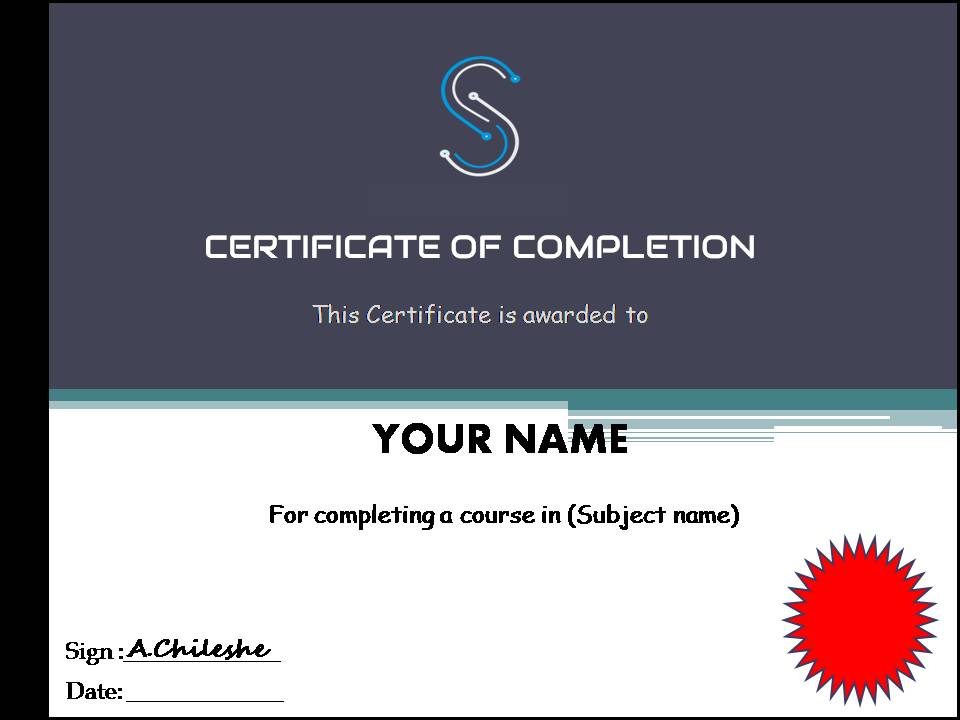 CERTIFICATE OF COMPLETION
This Certificate is awarded to
YOUR NAME
For completing a course in (Subject name)
Sign :A.Chileshe
Date: